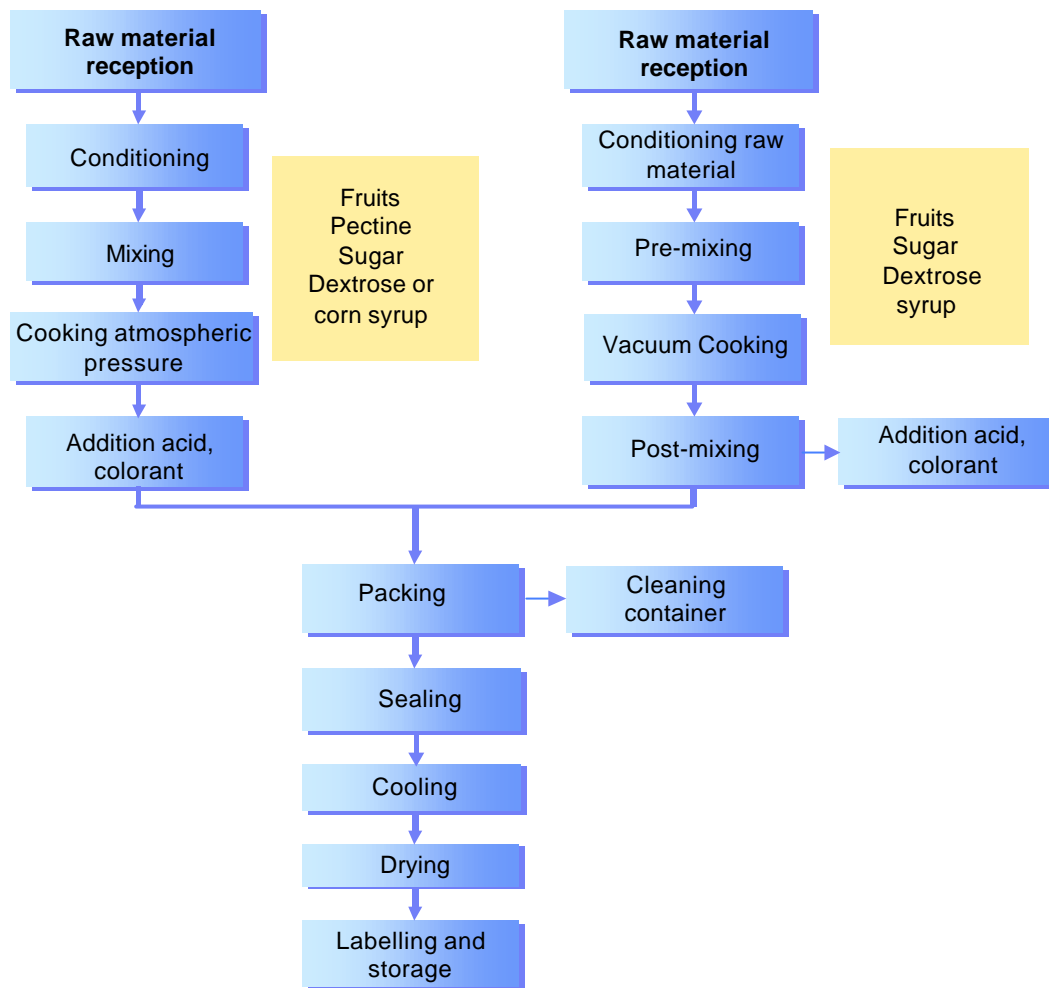 Raw material
reception
Conditioning
Mixing
Cooking atmospheric
pressure
Addition acid,
colorant
Fruits
Pectine
Sugar
Dextrose or
corn syrup
Raw material
reception
Conditioning raw
material
Pre-mixing
Vacuum Cooking
Post-mixing
Addition acid,
colorant
Fruits
Sugar
Dextrose
syrup
Packing
Cleaning
container
Sealing
Cooling
Drying
Labelling and
storage